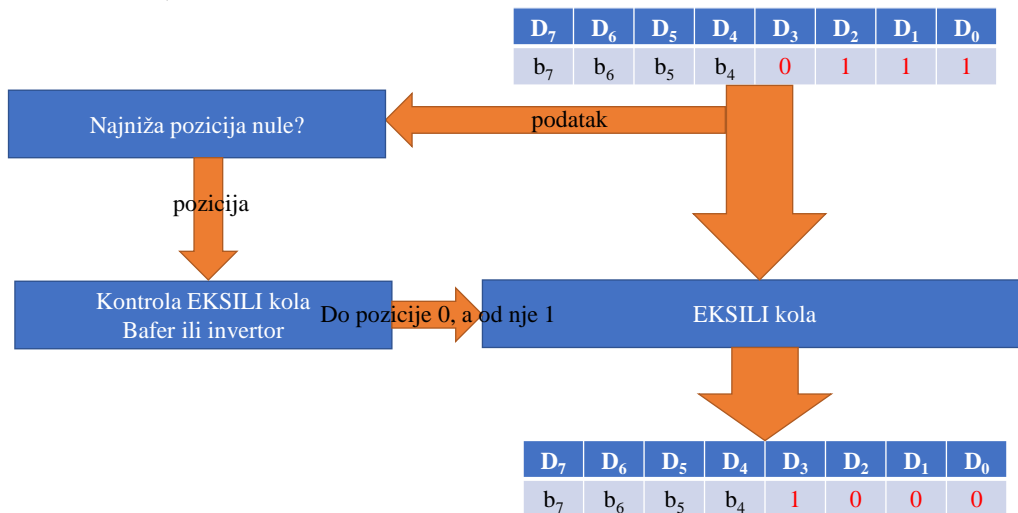 D₇ D₆ D₅ D₄ D₃ D₂ D₁ D₀
b₇ b₆ b₅ b₄ 0 1 1 1
Najniža pozicija nule?
podatak
pozicija
Kontrola EKSILI kola
Bafer ili invertor
Do pozicije 0, a od nje 1
EKSILI kola
D₇ D₆ D₅ D₄ D₃ D₂ D₁ D₀
b₇ b₆ b₅ b₄ 1 0 0 0